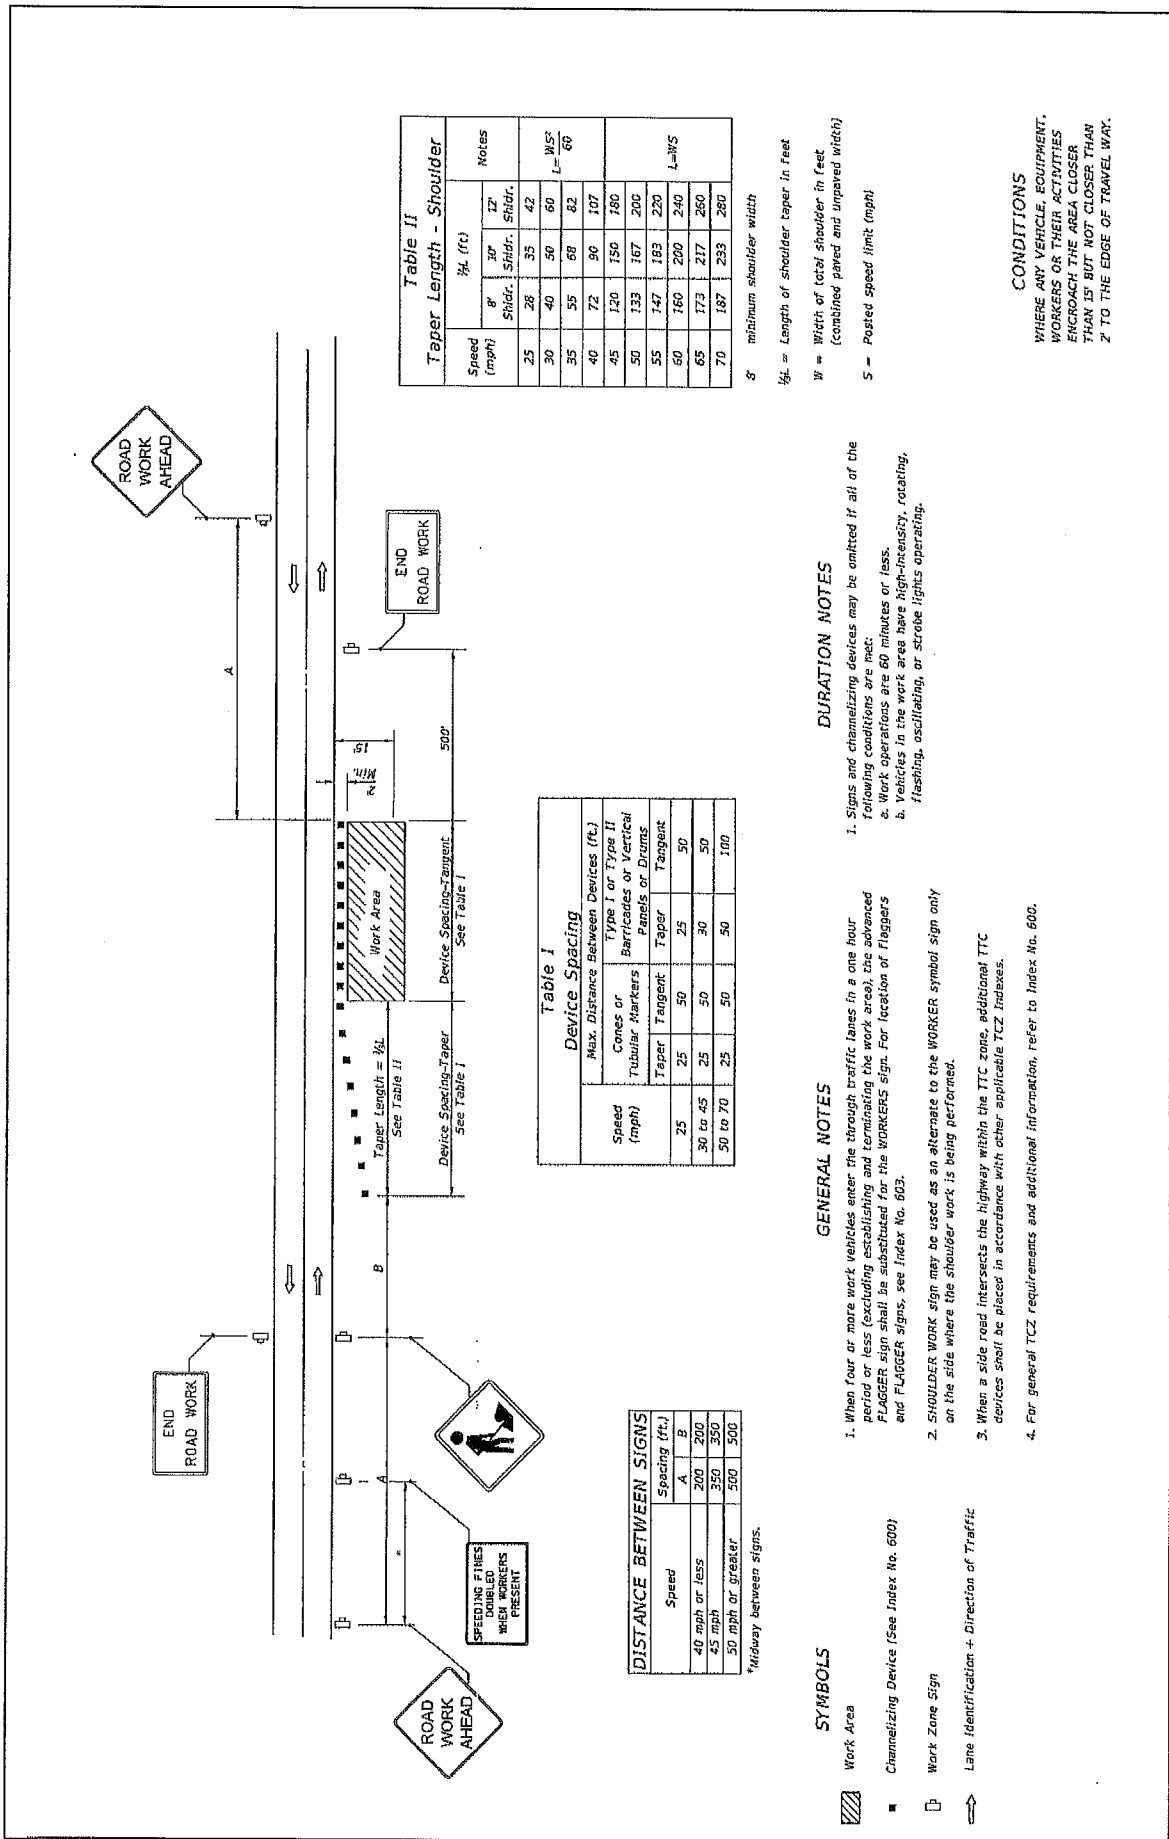 END
ROAD WORK
ROAD
WORK
AHEAD
A
B
A
*
SPEEDING FINES
DOUBLED
WHEN WORKERS
PRESENT
ROAD
WORK
AHEAD
Taper Length = ⅓L
See Table II
Device Spacing-Taper
See Table I
Work Area
Device Spacing-Tangent
See Table I
2'
Min.
15'
500'
END
ROAD WORK
DISTANCE BETWEEN SIGNS
Speed Spacing (ft.)
A B
40 mph or less 200 200
45 mph 350 350
50 mph or greater 500 500
*Midway between signs.
Table I
Device Spacing
Speed (mph) Max. Distance Between Devices (ft.)
Cones or Tubular Markers Type I or Type II Barricades or Vertical Panels or Drums
Taper Tangent Taper Tangent
25 25 50 25 50
30 to 45 25 50 30 50
50 to 70 25 50 50 100
Table II
Taper Length - Shoulder
Speed (mph) ⅓L (ft) Notes
8' Shldr. 10' Shldr. 12' Shldr.
25 28 35 42
30 40 50 60
35 55 68 82
40 72 90 107
L= WS²/60
45 120 150 180
50 133 167 200
55 147 183 220
60 160 200 240
65 173 217 260
70 187 233 280
L=WS
8' minimum shoulder width
⅓L = Length of shoulder taper in feet
W = Width of total shoulder in feet
(combined paved and unpaved width)
S = Posted speed limit (mph)
SYMBOLS
Work Area
Channelizing Device (See Index No. 600)
Work Zone Sign
Lane Identification + Direction of Traffic
GENERAL NOTES
1. When four or more work vehicles enter the through traffic lanes in a one hour
period or less (excluding establishing and terminating the work area), the advanced
FLAGGER sign shall be substituted for the WORKERS sign. For location of flaggers
and FLAGGER signs, see Index No. 603.
2. SHOULDER WORK sign may be used as an alternate to the WORKER symbol sign only
on the side where the shoulder work is being performed.
3. When a side road intersects the highway within the TTC zone, additional TTC
devices shall be placed in accordance with other applicable TCZ Indexes.
4. For general TCZ requirements and additional information, refer to Index No. 600.
DURATION NOTES
1. Signs and channelizing devices may be omitted if all of the
following conditions are met:
a. Work operations are 60 minutes or less.
b. Vehicles in the work area have high-intensity, rotating,
flashing, oscillating, or strobe lights operating.
CONDITIONS
WHERE ANY VEHICLE, EQUIPMENT,
WORKERS OR THEIR ACTIVITIES
ENCROACH THE AREA CLOSER
THAN 15' BUT NOT CLOSER THAN
2' TO THE EDGE OF TRAVEL WAY.